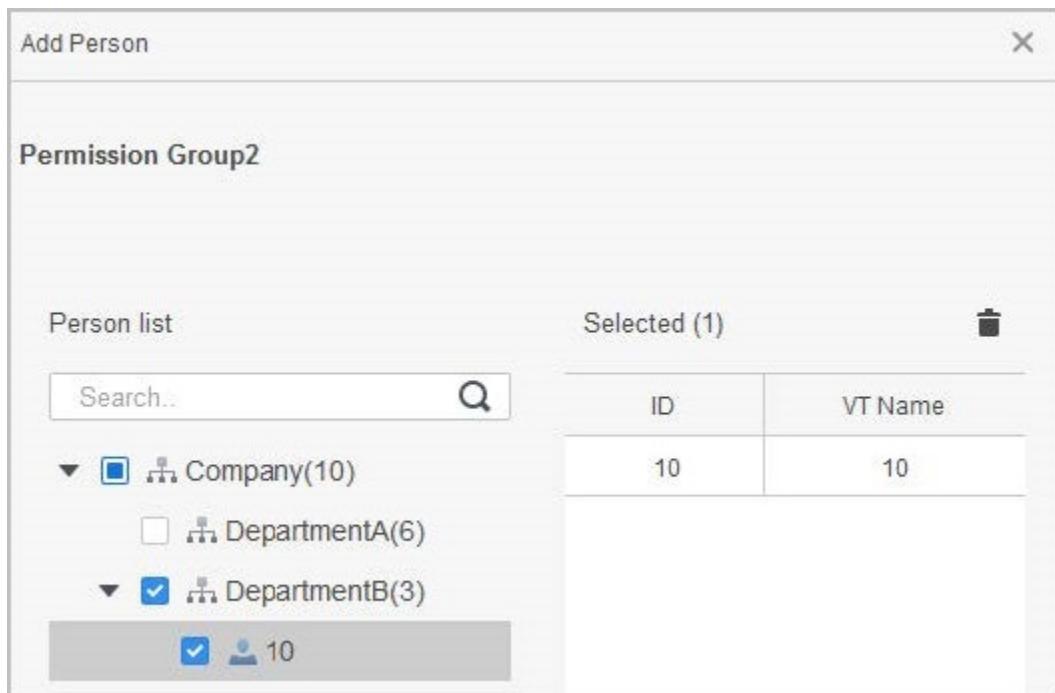 Add Person
Permission Group2
Person list
Search..
Company(10)
DepartmentA(6)
DepartmentB(3)
10
Selected (1)
ID VT Name
10 10